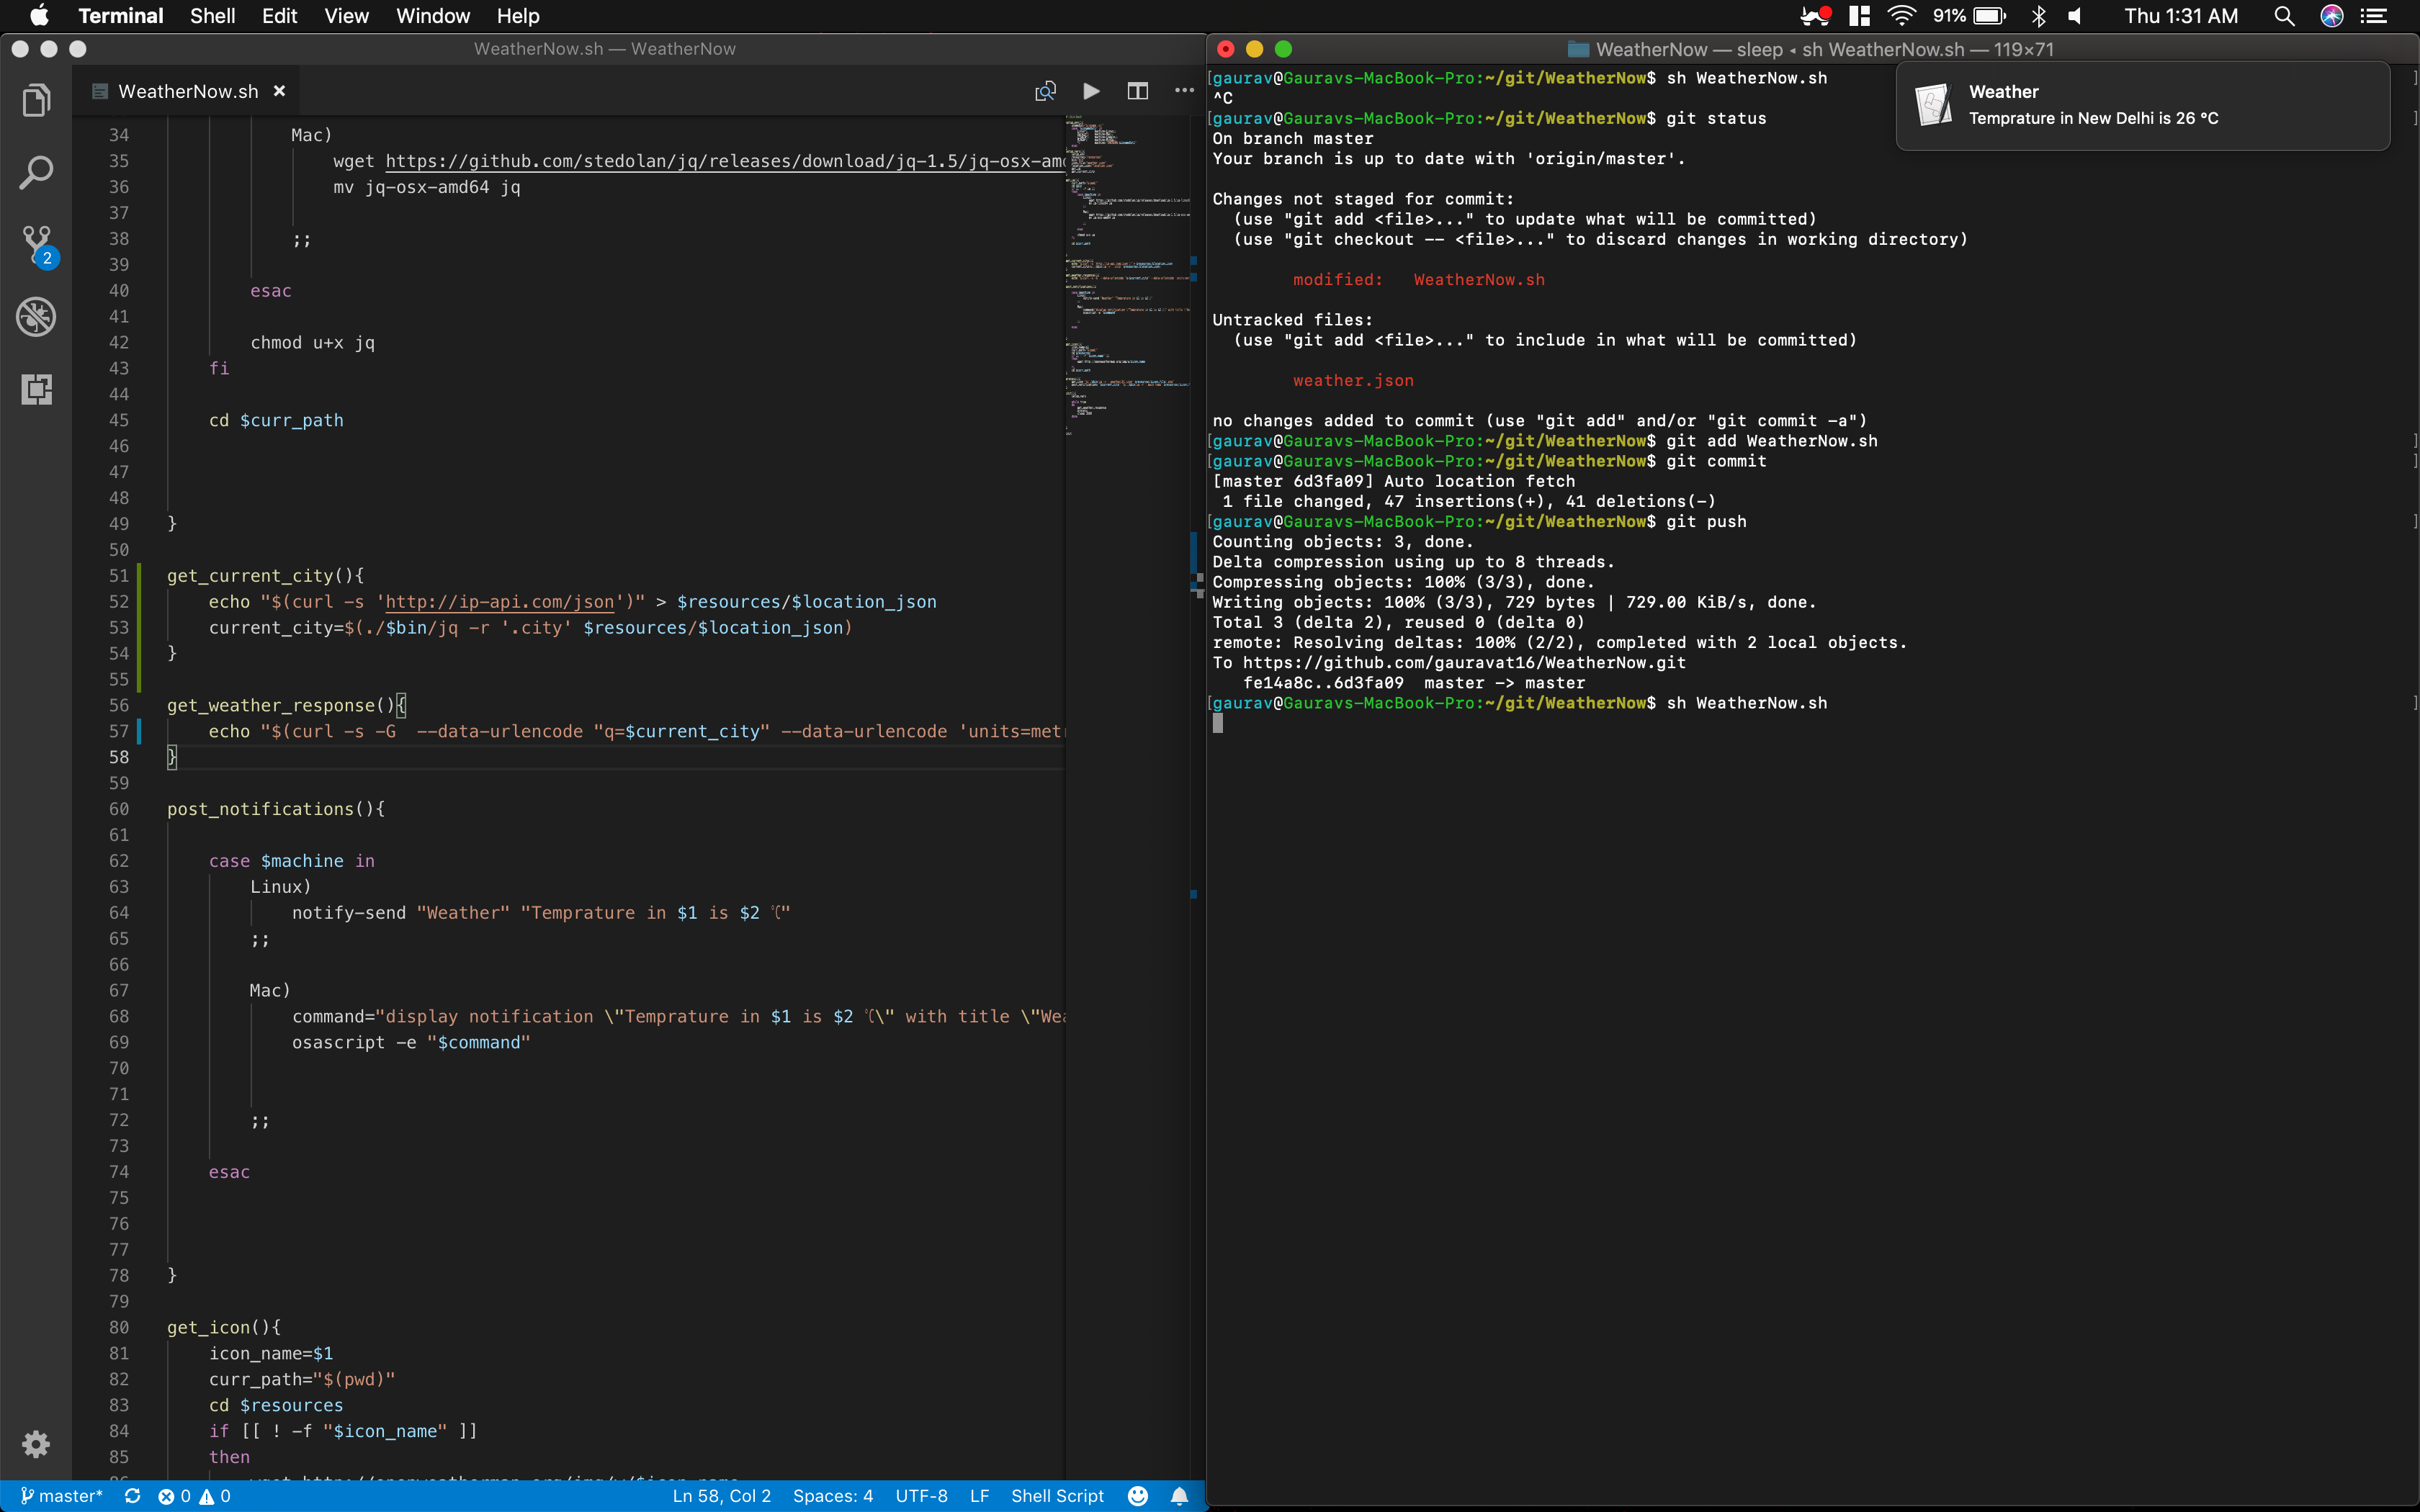 Terminal Shell Edit View Window Help
91% Thu 1:31 AM
WeatherNow.sh — WeatherNow
WeatherNow.sh ×
34 Mac)
35 wget https://github.com/stedolan/jq/releases/download/jq-1.5/jq-osx-amd
36 mv jq-osx-amd64 jq
37
38 ;;
39
40 esac
41
42 chmod u+x jq
43 fi
44
45 cd $curr_path
46
47
48
49 }
50
51 get_current_city(){
52 echo "$(curl -s 'http://ip-api.com/json')" > $resources/$location_json
53 current_city=$(./$bin/jq -r '.city' $resources/$location_json)
54 }
55
56 get_weather_response(){
57 echo "$(curl -s -G  --data-urlencode "q=$current_city" --data-urlencode 'units=met
58 }
59
60 post_notifications(){
61
62 case $machine in
63 Linux)
64 notify-send "Weather" "Temprature in $1 is $2 ℃"
65 ;;
66
67 Mac)
68 command="display notification \"Temprature in $1 is $2 ℃\" with title \"Wea
69 osascript -e "$command"
70
71
72 ;;
73
74 esac
75
76
77
78 }
79
80 get_icon(){
81 icon_name=$1
82 curr_path="$(pwd)"
83 cd $resources
84 if [[ ! -f "$icon_name" ]]
85 then
2
master* 0 0 Ln 58, Col 2 Spaces: 4 UTF-8 LF Shell Script
WeatherNow — sleep ◂ sh WeatherNow.sh — 119×71
[gaurav@Gauravs-MacBook-Pro:~/git/WeatherNow$ sh WeatherNow.sh ]
^C
[gaurav@Gauravs-MacBook-Pro:~/git/WeatherNow$ git status ]
On branch master
Your branch is up to date with 'origin/master'.
Changes not staged for commit:
(use "git add <file>..." to update what will be committed)
(use "git checkout -- <file>..." to discard changes in working directory)
modified:   WeatherNow.sh
Untracked files:
(use "git add <file>..." to include in what will be committed)
weather.json
no changes added to commit (use "git add" and/or "git commit -a")
[gaurav@Gauravs-MacBook-Pro:~/git/WeatherNow$ git add WeatherNow.sh ]
[gaurav@Gauravs-MacBook-Pro:~/git/WeatherNow$ git commit ]
[master 6d3fa09] Auto location fetch
1 file changed, 47 insertions(+), 41 deletions(-)
[gaurav@Gauravs-MacBook-Pro:~/git/WeatherNow$ git push ]
Counting objects: 3, done.
Delta compression using up to 8 threads.
Compressing objects: 100% (3/3), done.
Writing objects: 100% (3/3), 729 bytes | 729.00 KiB/s, done.
Total 3 (delta 2), reused 0 (delta 0)
remote: Resolving deltas: 100% (2/2), completed with 2 local objects.
To https://github.com/gauravat16/WeatherNow.git
fe14a8c..6d3fa09  master -> master
[gaurav@Gauravs-MacBook-Pro:~/git/WeatherNow$ sh WeatherNow.sh ]
Weather
Temprature in New Delhi is 26 ℃